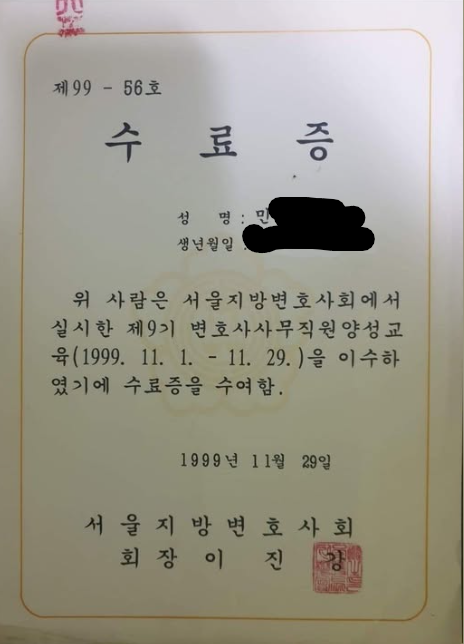 제99 - 56호
수 료 증
성 명 : 민
생년월일 :
위 사람은 서울지방변호사회에서
실시한 제9기 변호사사무직원양성교
육(1999. 11. 1. - 11. 29.)을 이수하
였기에 수료증을 수여함.
1999년 11월 29일
서 울 지 방 변 호 사 회
회 장 이 진 강